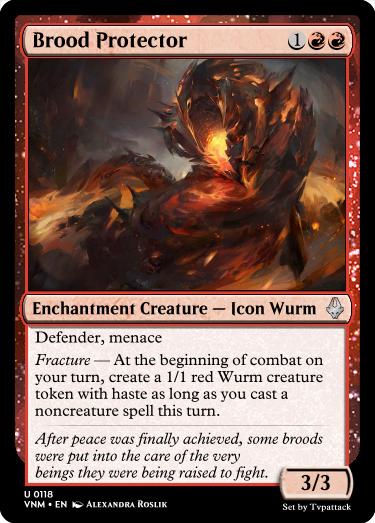 Brood Protector 1
Enchantment Creature — Icon Wurm
Defender, menace
Fracture — At the beginning of combat on
your turn, create a 1/1 red Wurm creature
token with haste as long as you cast a
noncreature spell this turn.
After peace was finally achieved, some broods
were put into the care of the very
beings they were being raised to fight.
3/3
U 0118
VNM • EN Alexandra Roslik
Set by Tvpattack